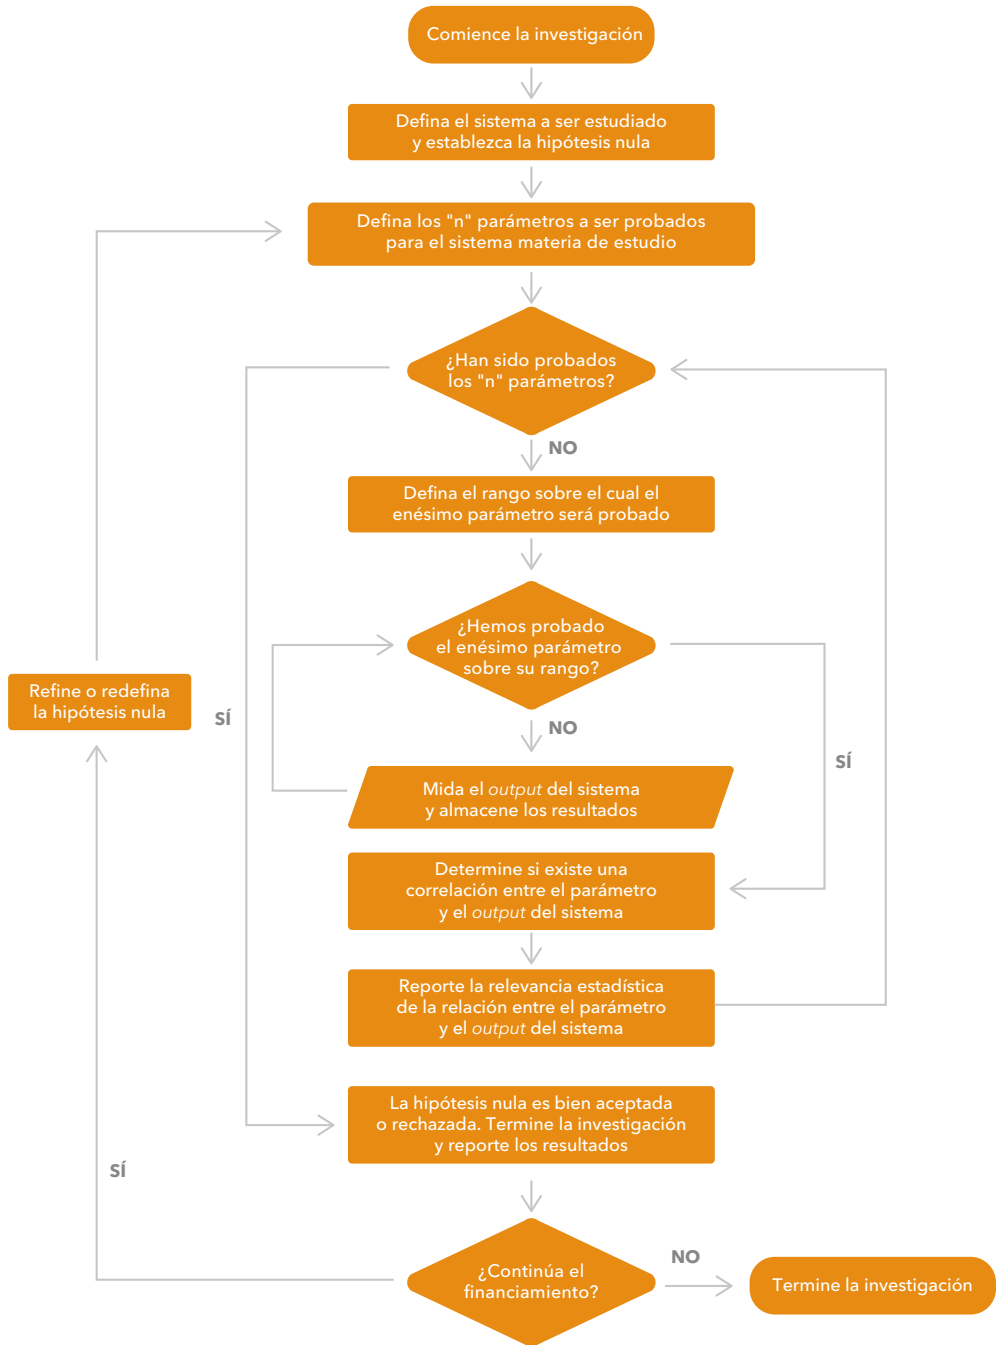 Comience la investigación
Defina el sistema a ser estudiado
y establezca la hipótesis nula
Defina los "n" parámetros a ser probados
para el sistema materia de estudio
¿Han sido probados
los "n" parámetros?
NO
Defina el rango sobre el cual el
enésimo parámetro será probado
¿Hemos probado
el enésimo parámetro
sobre su rango?
Refine o redefina
la hipótesis nula
SÍ
NO
SÍ
Mida el output del sistema
y almacene los resultados
Determine si existe una
correlación entre el parámetro
y el output del sistema
Reporte la relevancia estadística
de la relación entre el parámetro
y el output del sistema
La hipótesis nula es bien aceptada
o rechazada. Termine la investigación
y reporte los resultados
SÍ
¿Continúa el
financiamiento?
NO
Termine la investigación